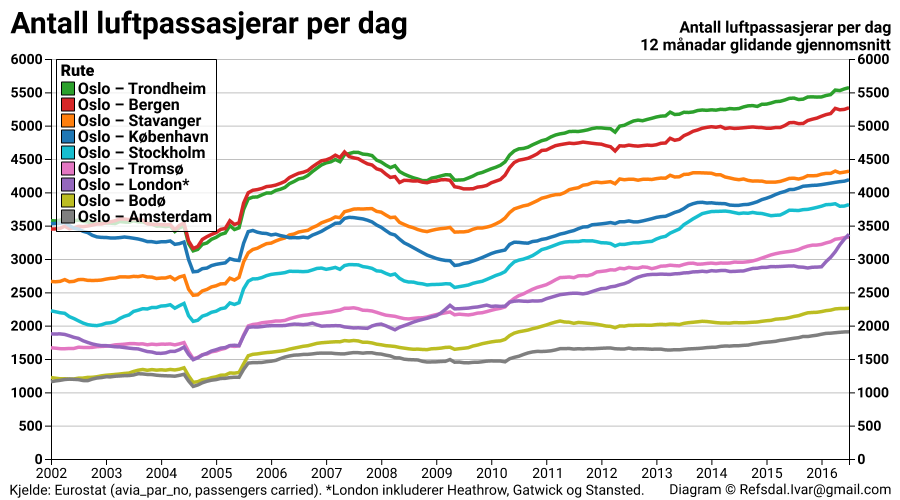 Antall luftpassasjerar per dag
Antall luftpassasjerar per dag
12 månadar glidande gjennomsnitt
6000
6000
Rute
Oslo – Trondheim
5500
5500
Oslo – Bergen
5000
5000
Oslo – Stavanger
Oslo – København
4500
4500
Oslo – Stockholm
Oslo – Tromsø
4000
4000
Oslo – London*
Oslo – Bodø
Oslo – Amsterdam
3500
3500
3000
3000
2500
2500
2000
2000
1500
1500
1000
1000
500
500
0
0
2002 2003 2004 2005 2006 2007 2008 2009 2010 2011 2012 2013 2014 2015 2016
Kjelde: Eurostat (avia_par_no, passengers carried). *London inkluderer Heathrow, Gatwick og Stansted.
Diagram © Refsdal.Ivar@gmail.com